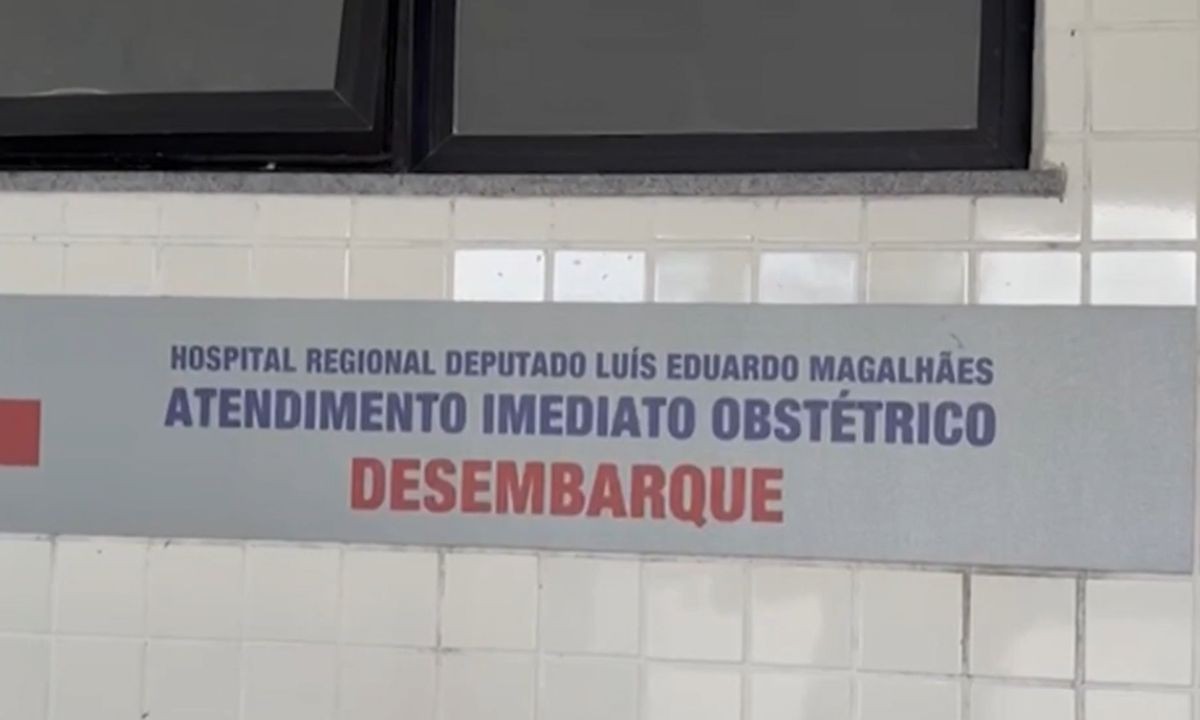 HOSPITAL REGIONAL DEPUTADO LUÍS EDUARDO MAGALHÃES
ATENDIMENTO IMEDIATO OBSTÉTRICO
DESEMBARQUE